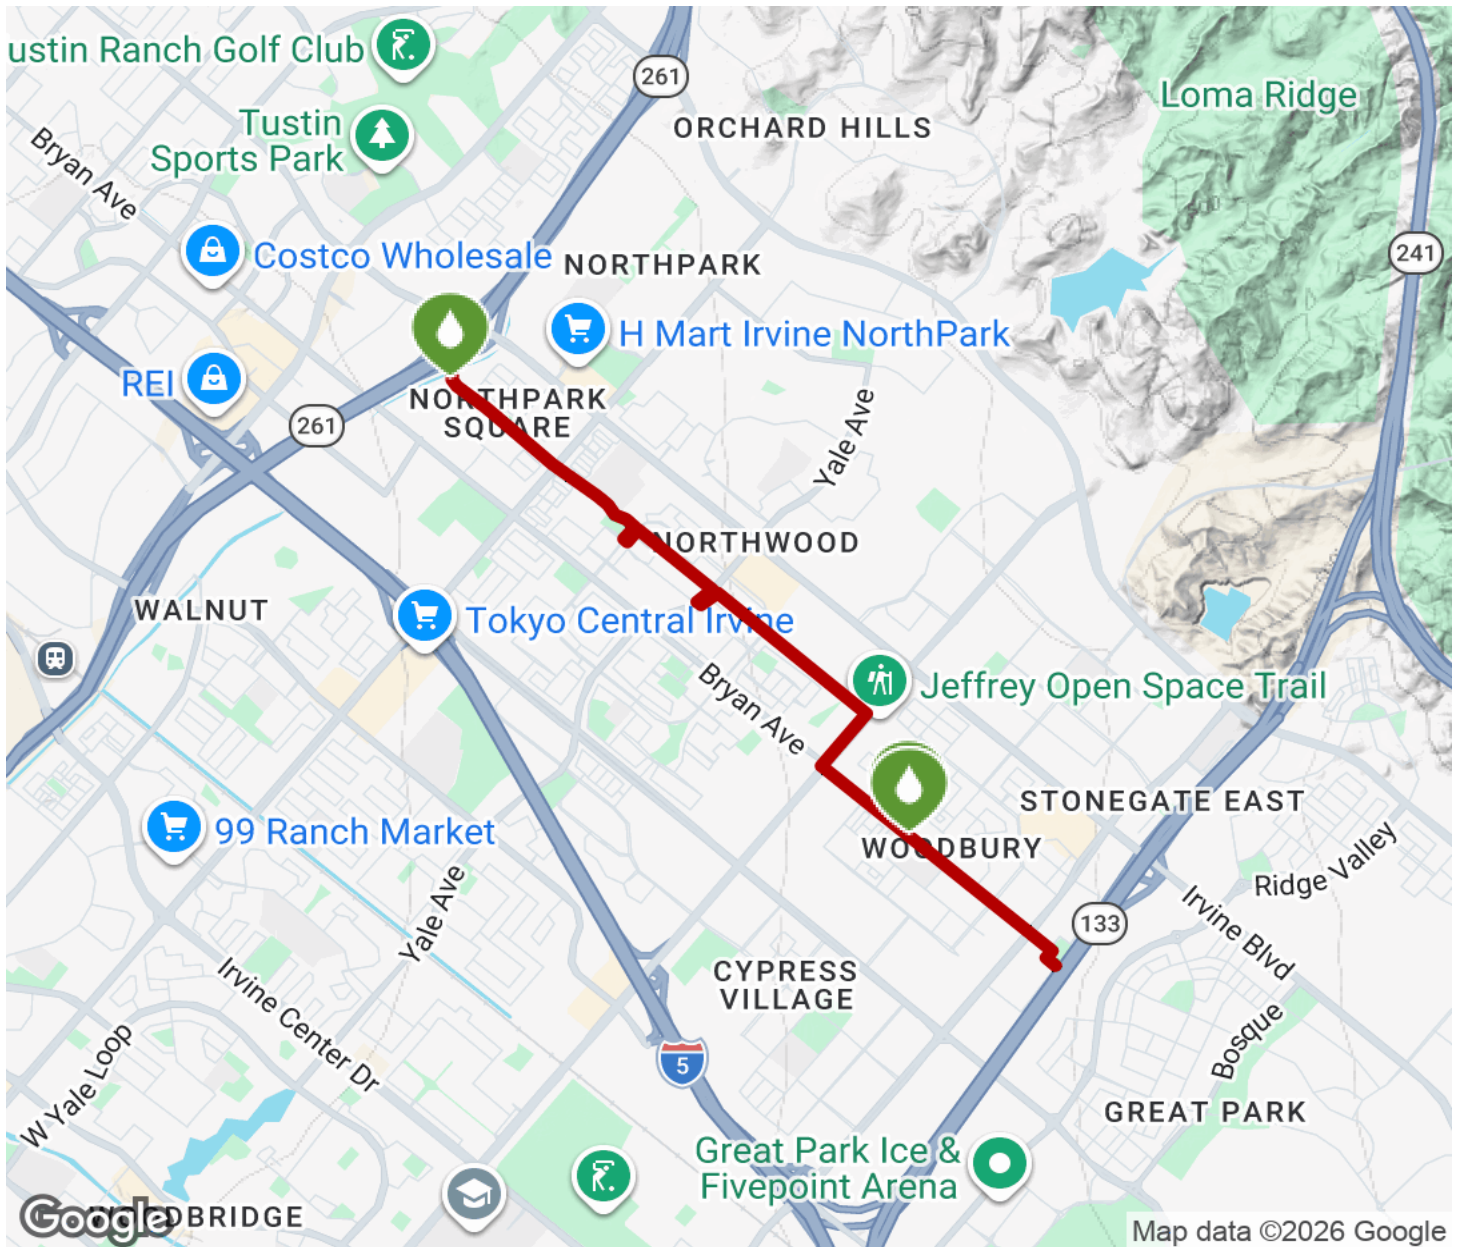 261
ustin Ranch Golf Club
Loma Ridge
Tustin
Sports Park
ORCHARD HILLS
Bryan Ave
241
Costco Wholesale
NORTHPARK
H Mart Irvine NorthPark
REI
NORTHPARK
SQUARE
261
Yale Ave
NORTHWOOD
WALNUT
Tokyo Central Irvine
Bryan Ave
Jeffrey Open Space Trail
STONEGATE EAST
99 Ranch Market
WOODBURY
Ridge Valley
Yale Ave
133
Irvine Blvd
CYPRESS
VILLAGE
Irvine Center Dr
Bosque
W Yale Loop
5
GREAT PARK
Great Park Ice &
Fivepoint Arena
WOODBRIDGE
Google
Map data ©2026 Google